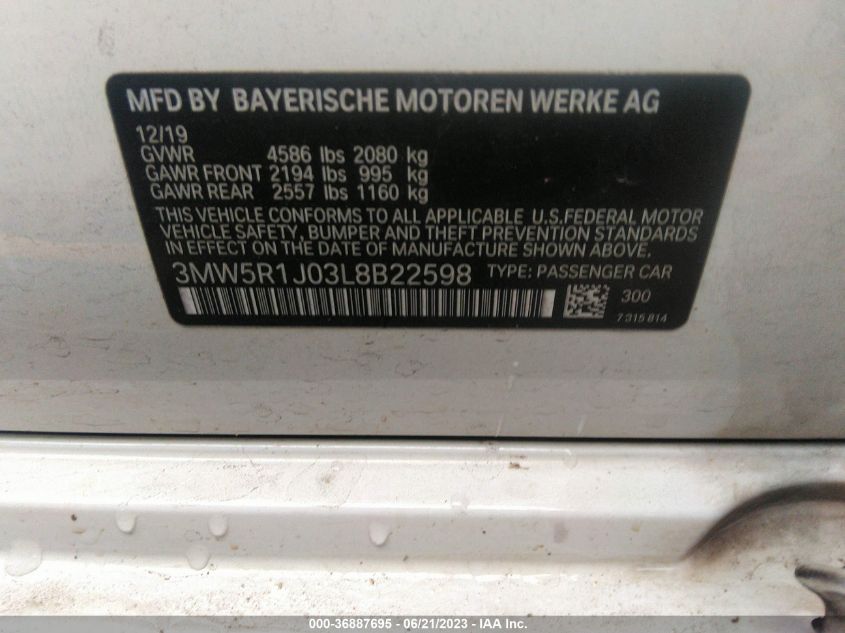 MFD BY BAYERISCHE MOTOREN WERKE AG
12/19
GVWR 4586 lbs 2080 kg
GAWR FRONT 2194 lbs 995 kg
GAWR REAR 2557 lbs 1160 kg
THIS VEHICLE CONFORMS TO ALL APPLICABLE U.S.FEDERAL MOTOR
VEHICLE SAFETY, BUMPER AND THEFT PREVENTION STANDARDS
IN EFFECT ON THE DATE OF MANUFACTURE SHOWN ABOVE.
3MW5R1J03L8B22598 TYPE: PASSENGER CAR
300
7 315 814
000-36887695 - 06/21/2023 - IAA Inc.